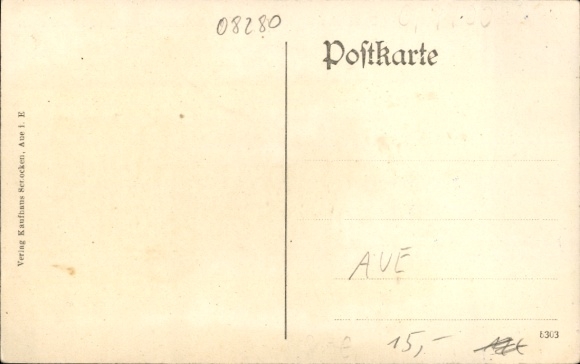 08280
Postkarte
Verlag Kaufhaus Schocken, Aue i. E
AUE
15,-
6303